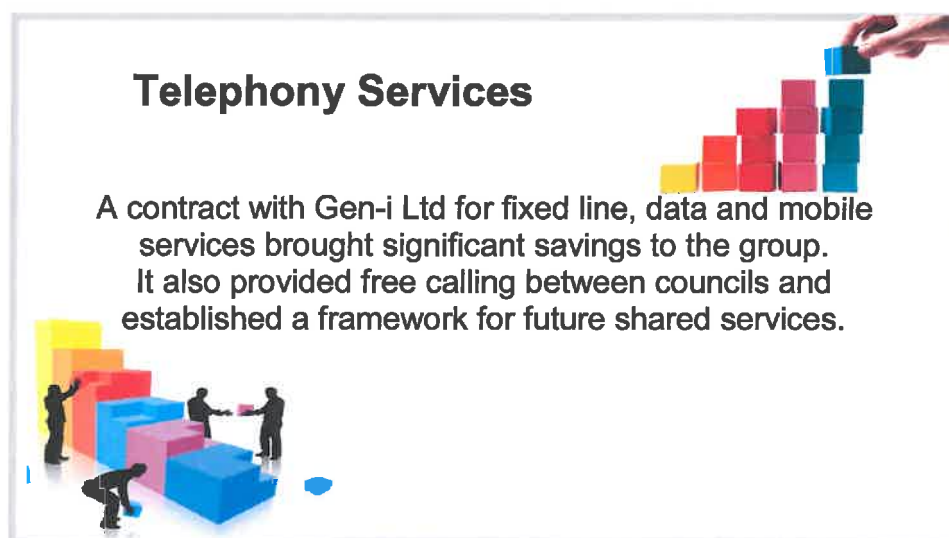 Telephony Services
A contract with Gen-i Ltd for fixed line, data and mobile
services brought significant savings to the group.
It also provided free calling between councils and
established a framework for future shared services.